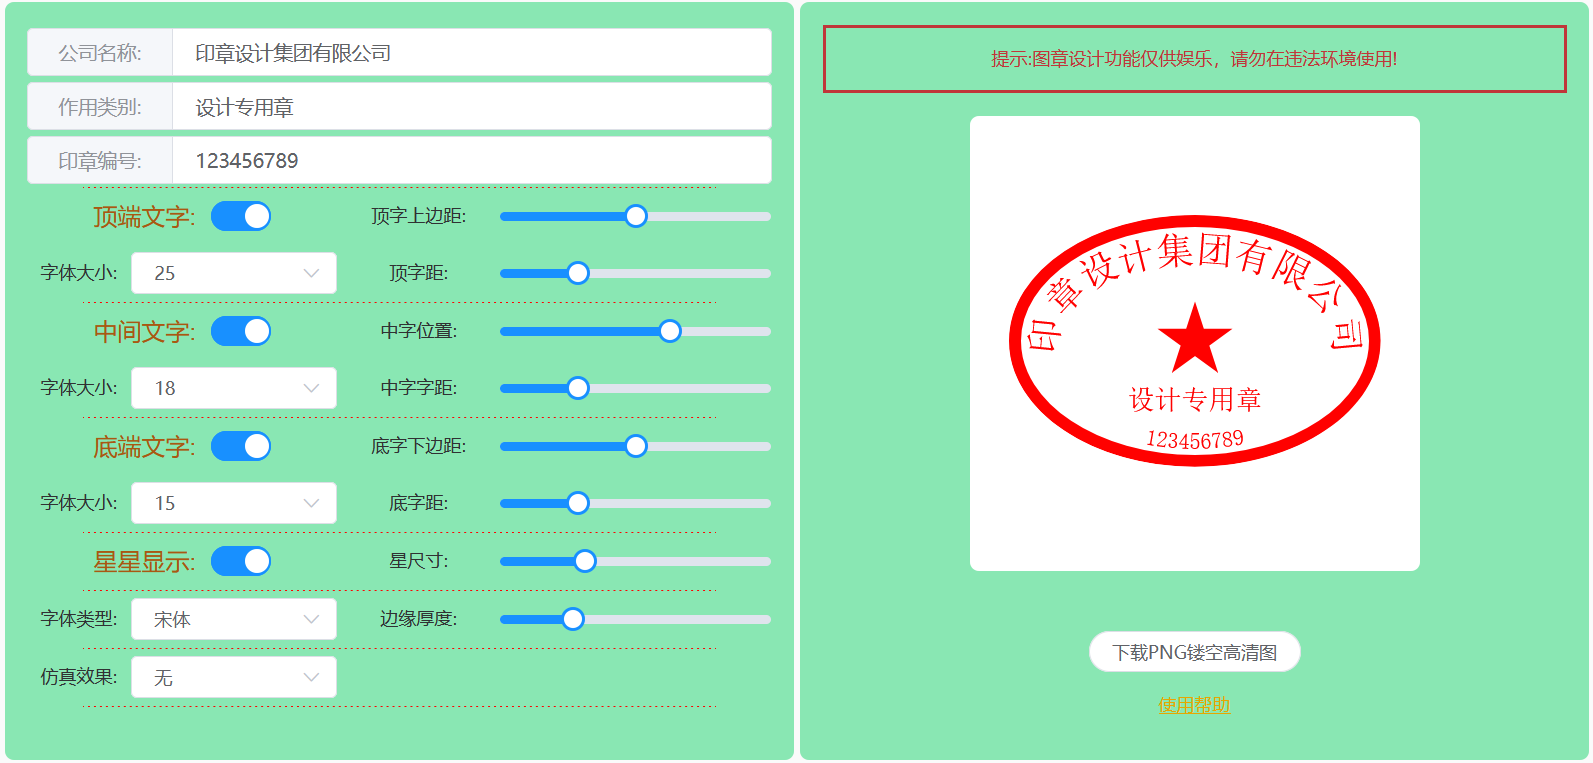 公司名称: 印章设计集团有限公司
作用类别: 设计专用章
印章编号: 123456789
顶端文字: 顶字上边距:
字体大小: 25 顶字距:
中间文字: 中字位置:
字体大小: 18 中字字距:
底端文字: 底字下边距:
字体大小: 15 底字距:
星星显示: 星尺寸:
字体类型: 宋体 边缘厚度:
仿真效果: 无
提示:图章设计功能仅供娱乐，请勿在违法环境使用!
印章设计集团有限公司
设计专用章
123456789
下载PNG镂空高清图
使用帮助